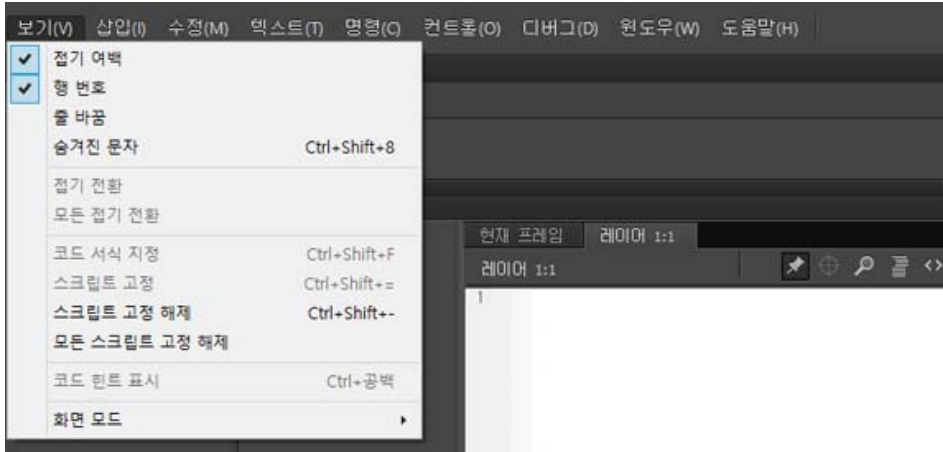 보기(V) 삽입(I) 수정(M) 텍스트(T) 명령(C) 컨트롤(O) 디버그(D) 윈도우(W) 도움말(H)
접기 여백
행 번호
줄 바꿈
숨겨진 문자 Ctrl+Shift+8
접기 전환
모든 접기 전환
코드 서식 지정 Ctrl+Shift+F
스크립트 고정 Ctrl+Shift+=
스크립트 고정 해제 Ctrl+Shift+-
모든 스크립트 고정 해제
코드 힌트 표시 Ctrl+공백
화면 모드
현재 프레임 레이어 1:1
레이어 1:1
1